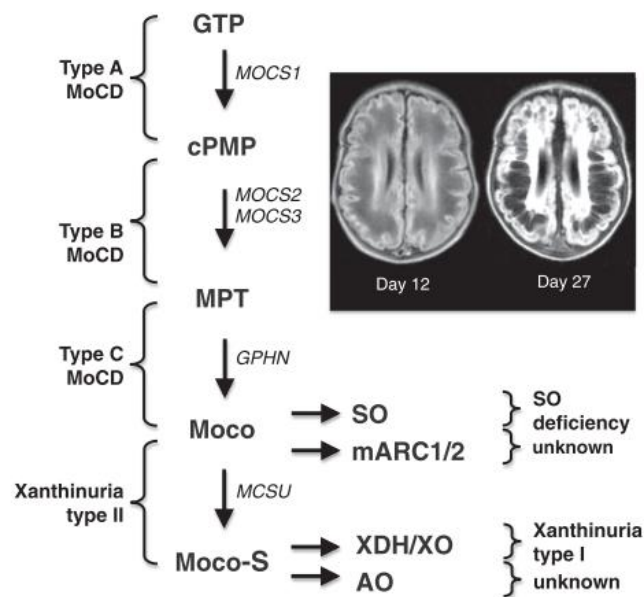 GTP
Type A
MoCD
MOCS1
cPMP
MOCS2
MOCS3
Type B
MoCD
Day 12
Day 27
MPT
Type C
MoCD
GPHN
Moco
SO
SO
deficiency
mARC1/2
unknown
Xanthinuria
type II
MCSU
Moco-S
XDH/XO
Xanthinuria
type I
AO
unknown